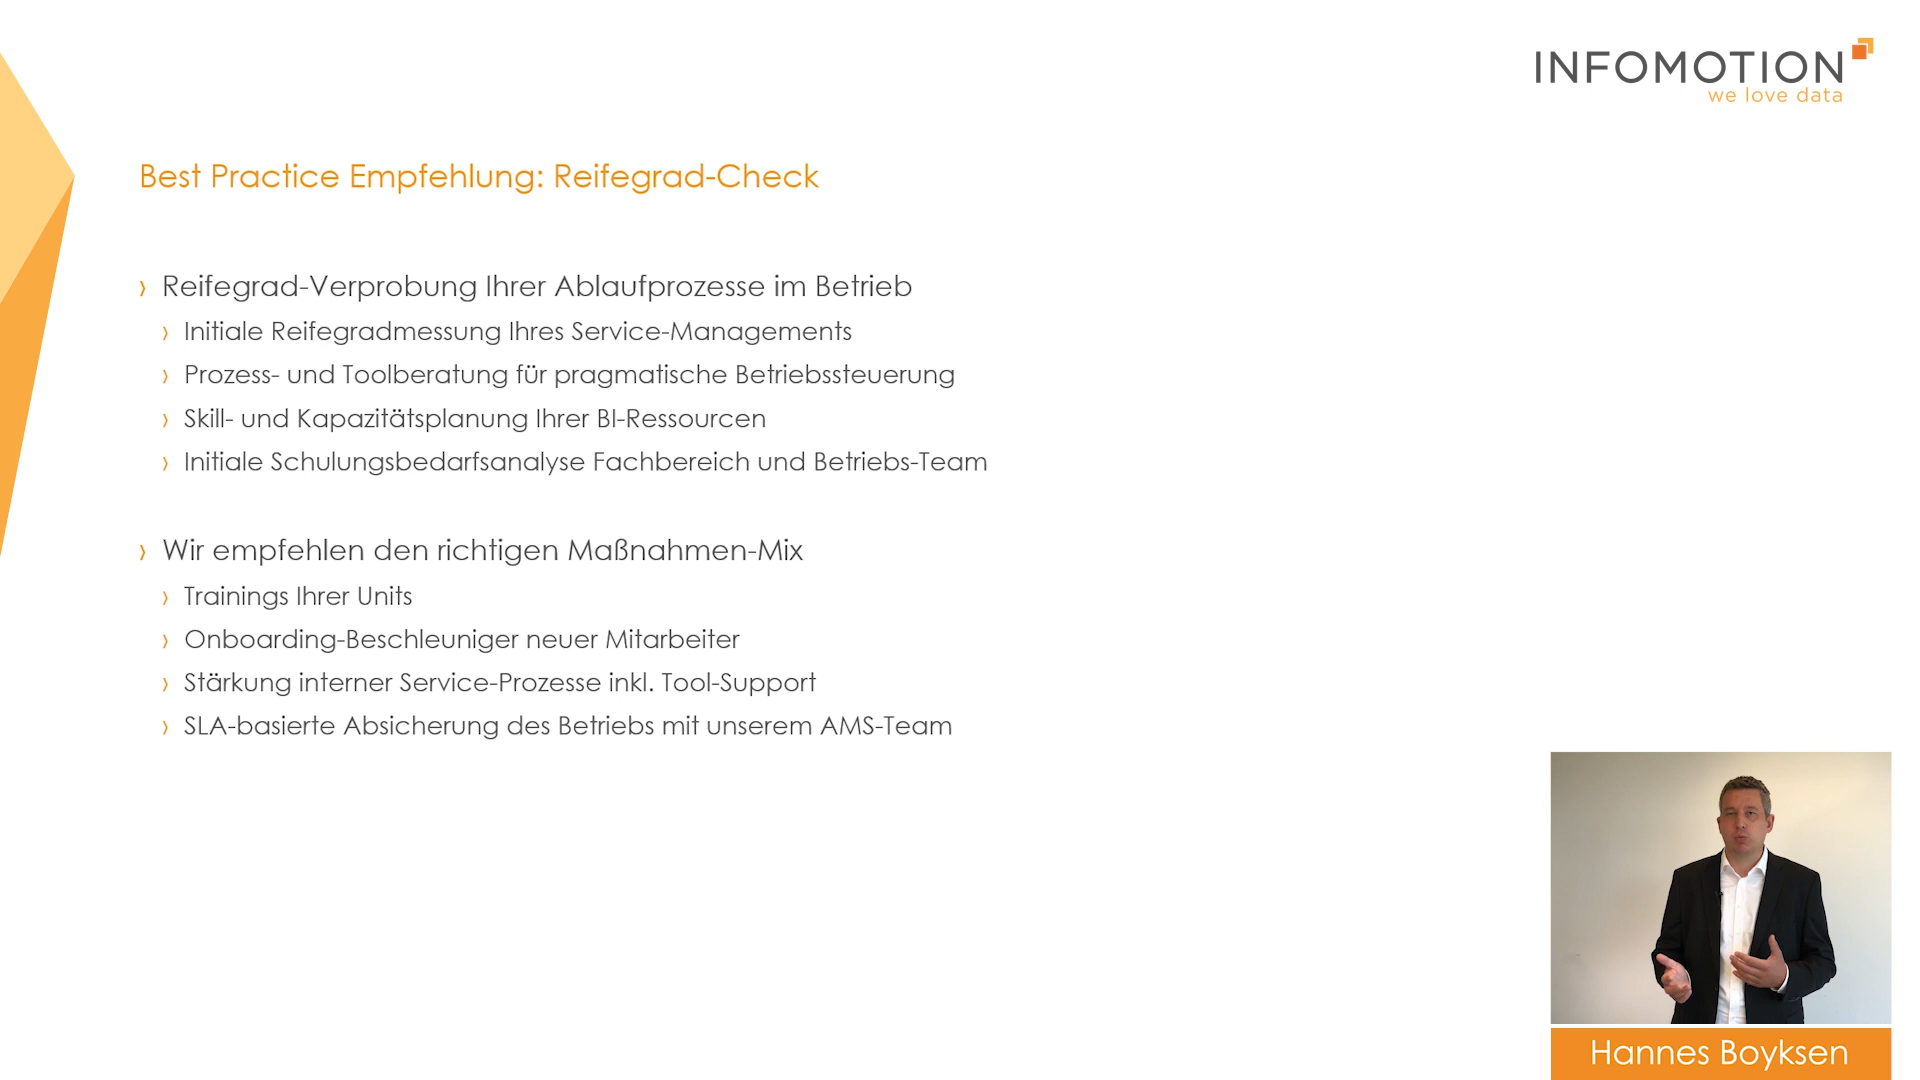 INFOMOTION
we love data
Best Practice Empfehlung: Reifegrad-Check
› Reifegrad-Verprobung Ihrer Ablaufprozesse im Betrieb
› Initiale Reifegradmessung Ihres Service-Managements
› Prozess- und Toolberatung für pragmatische Betriebssteuerung
› Skill- und Kapazitätsplanung Ihrer BI-Ressourcen
› Initiale Schulungsbedarfsanalyse Fachbereich und Betriebs-Team
› Wir empfehlen den richtigen Maßnahmen-Mix
› Trainings Ihrer Units
› Onboarding-Beschleuniger neuer Mitarbeiter
› Stärkung interner Service-Prozesse inkl. Tool-Support
› SLA-basierte Absicherung des Betriebs mit unserem AMS-Team
Hannes Boyksen